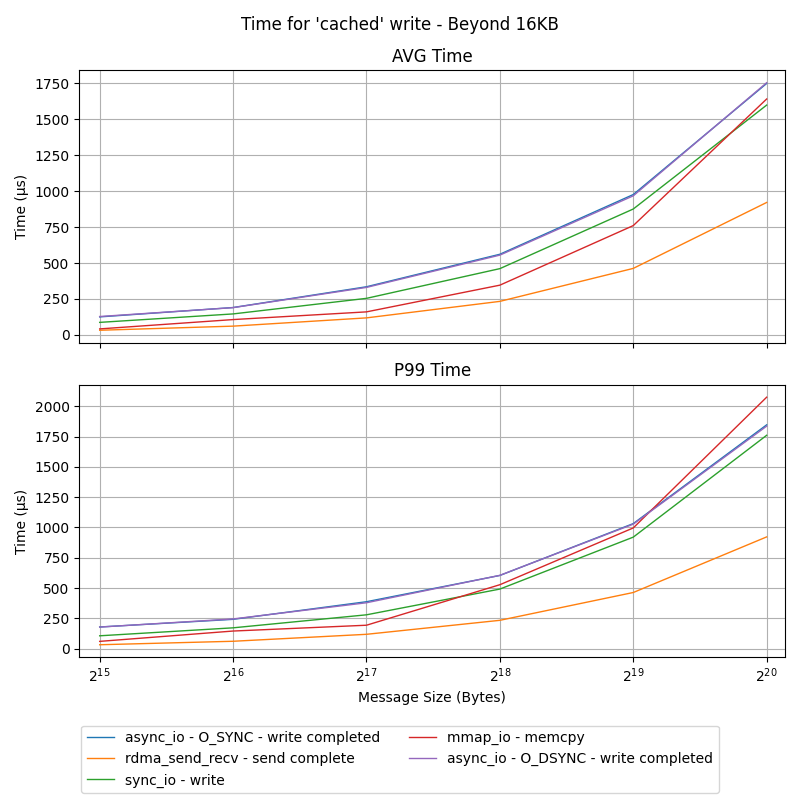 Time for 'cached' write - Beyond 16KB
AVG Time
1750
1500
1250
1000
750
500
250
0
Time (µs)
P99 Time
2000
1750
1500
1250
1000
750
500
250
0
Time (µs)
2^15 2^16 2^17 2^18 2^19 2^20
Message Size (Bytes)
async_io - O_SYNC - write completed
rdma_send_recv - send complete
sync_io - write
mmap_io - memcpy
async_io - O_DSYNC - write completed